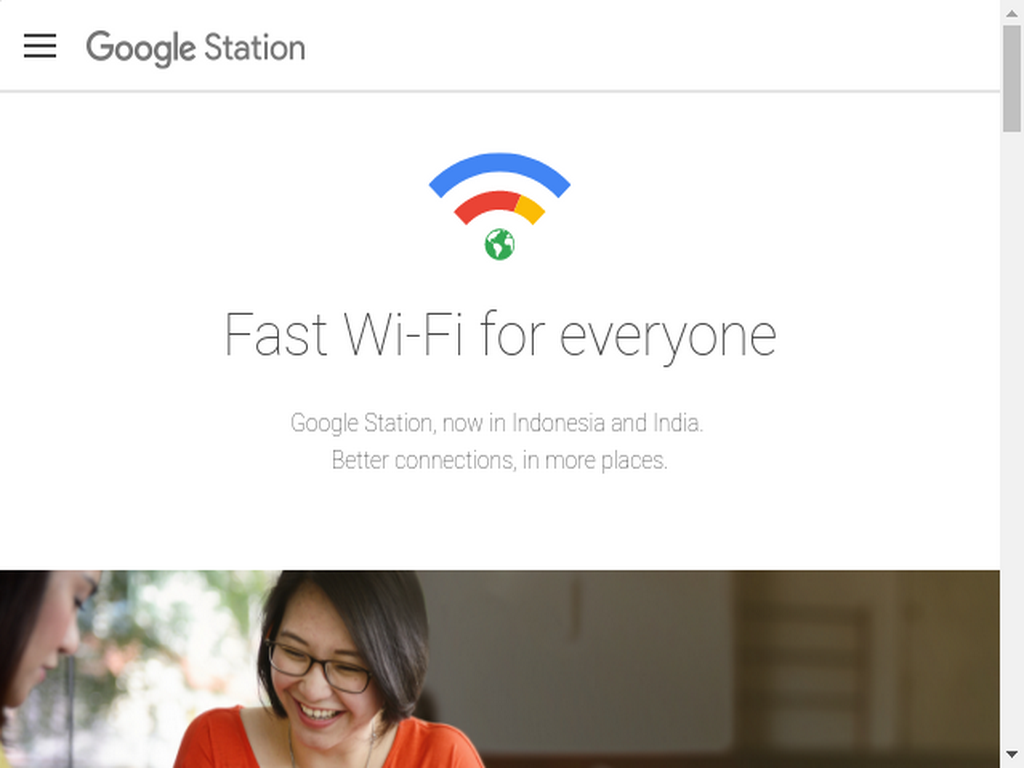 Google Station
Fast Wi-Fi for everyone
Google Station, now in Indonesia and India.
Better connections, in more places.